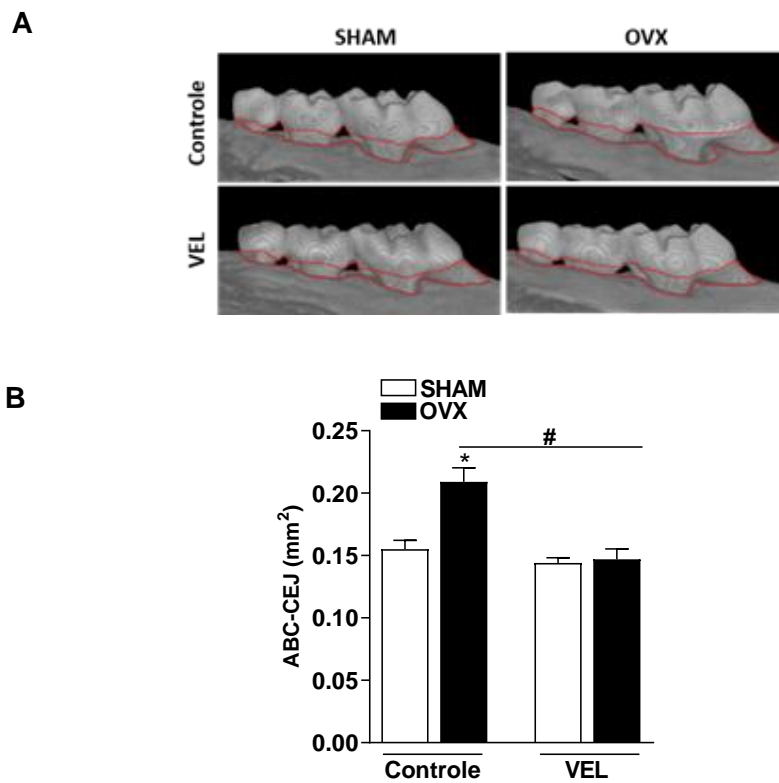 A
SHAM OVX
Controle
VEL
B
SHAM
OVX
#
*
0.25
0.20
0.15
0.10
0.05
0.00
ABC-CEJ (mm²)
Controle VEL